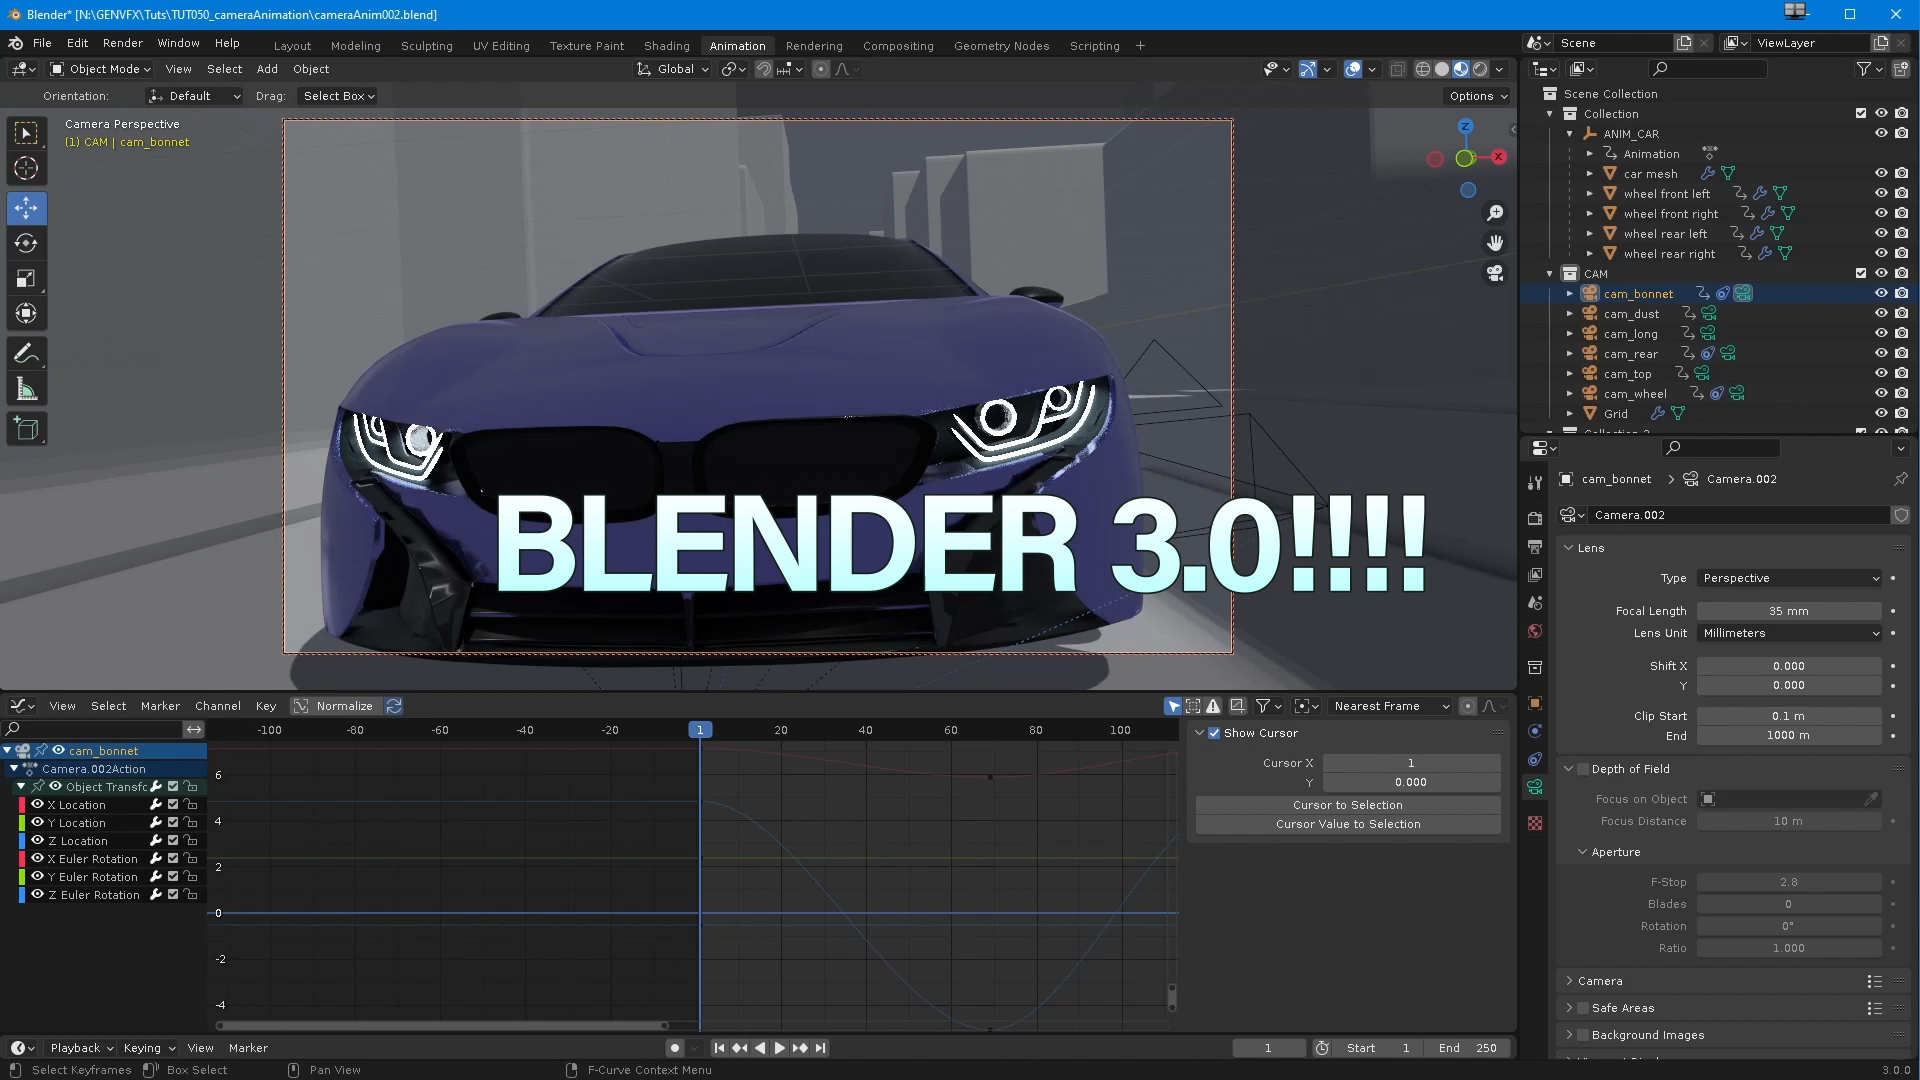 Blender* [N:\GENVFX\Tuts\TUT050_cameraAnimation\cameraAnim002.blend]
File Edit Render Window Help Layout Modeling Sculpting UV Editing Texture Paint Shading Animation Rendering Compositing Geometry Nodes Scripting + Scene ViewLayer
Object Mode View Select Add Object Global
Orientation: Default Drag: Select Box Options
Camera Perspective
(1) CAM | cam_bonnet
Z
X
BLENDER 3.0!!!!
Scene Collection
Collection
ANIM_CAR
Animation
car mesh
wheel front left
wheel front right
wheel rear left
wheel rear right
CAM
cam_bonnet
cam_dust
cam_long
cam_rear
cam_top
cam_wheel
Grid
cam_bonnet > Camera.002
Camera.002
Lens
Type Perspective
Focal Length 35 mm
Lens Unit Millimeters
Shift X 0.000
Y 0.000
Clip Start 0.1 m
End 1000 m
Depth of Field
Focus on Object
Focus Distance 10 m
Aperture
F-Stop 2.8
Blades 0
Rotation 0°
Ratio 1.000
Camera
Safe Areas
Background Images
View Select Marker Channel Key Normalize Nearest Frame
-100 -80 -60 -40 -20 1 20 40 60 80 100
cam_bonnet
Camera.002Action
Object Transfc
X Location
Y Location
Z Location
X Euler Rotation
Y Euler Rotation
Z Euler Rotation
6
4
2
0
-2
-4
Show Cursor
Cursor X 1
Y 0.000
Cursor to Selection
Cursor Value to Selection
Playback Keying View Marker 1 Start 1 End 250
Select Keyframes Box Select Pan View F-Curve Context Menu 3.0.0